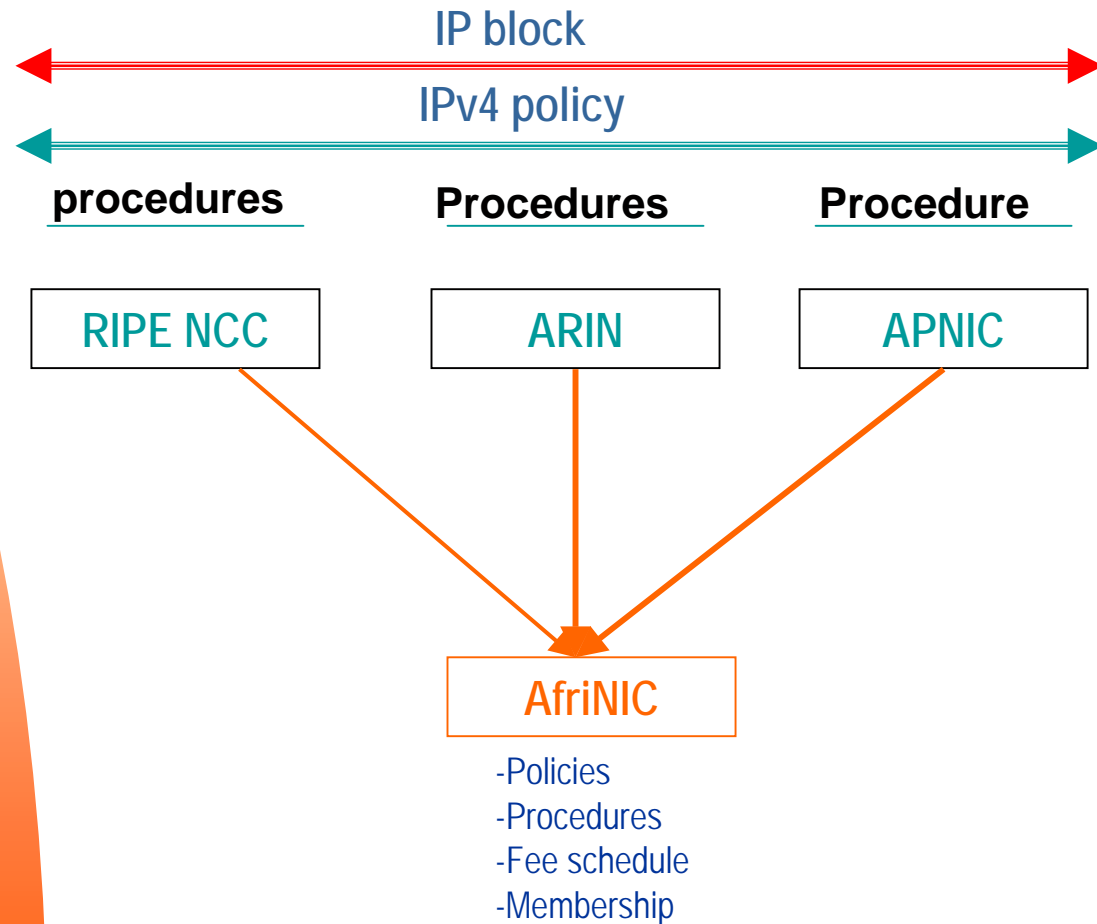 IP block
IPv4 policy
procedures Procedures Procedure
RIPE NCC ARIN APNIC
AfriNIC
-Policies
-Procedures
-Fee schedule
-Membership